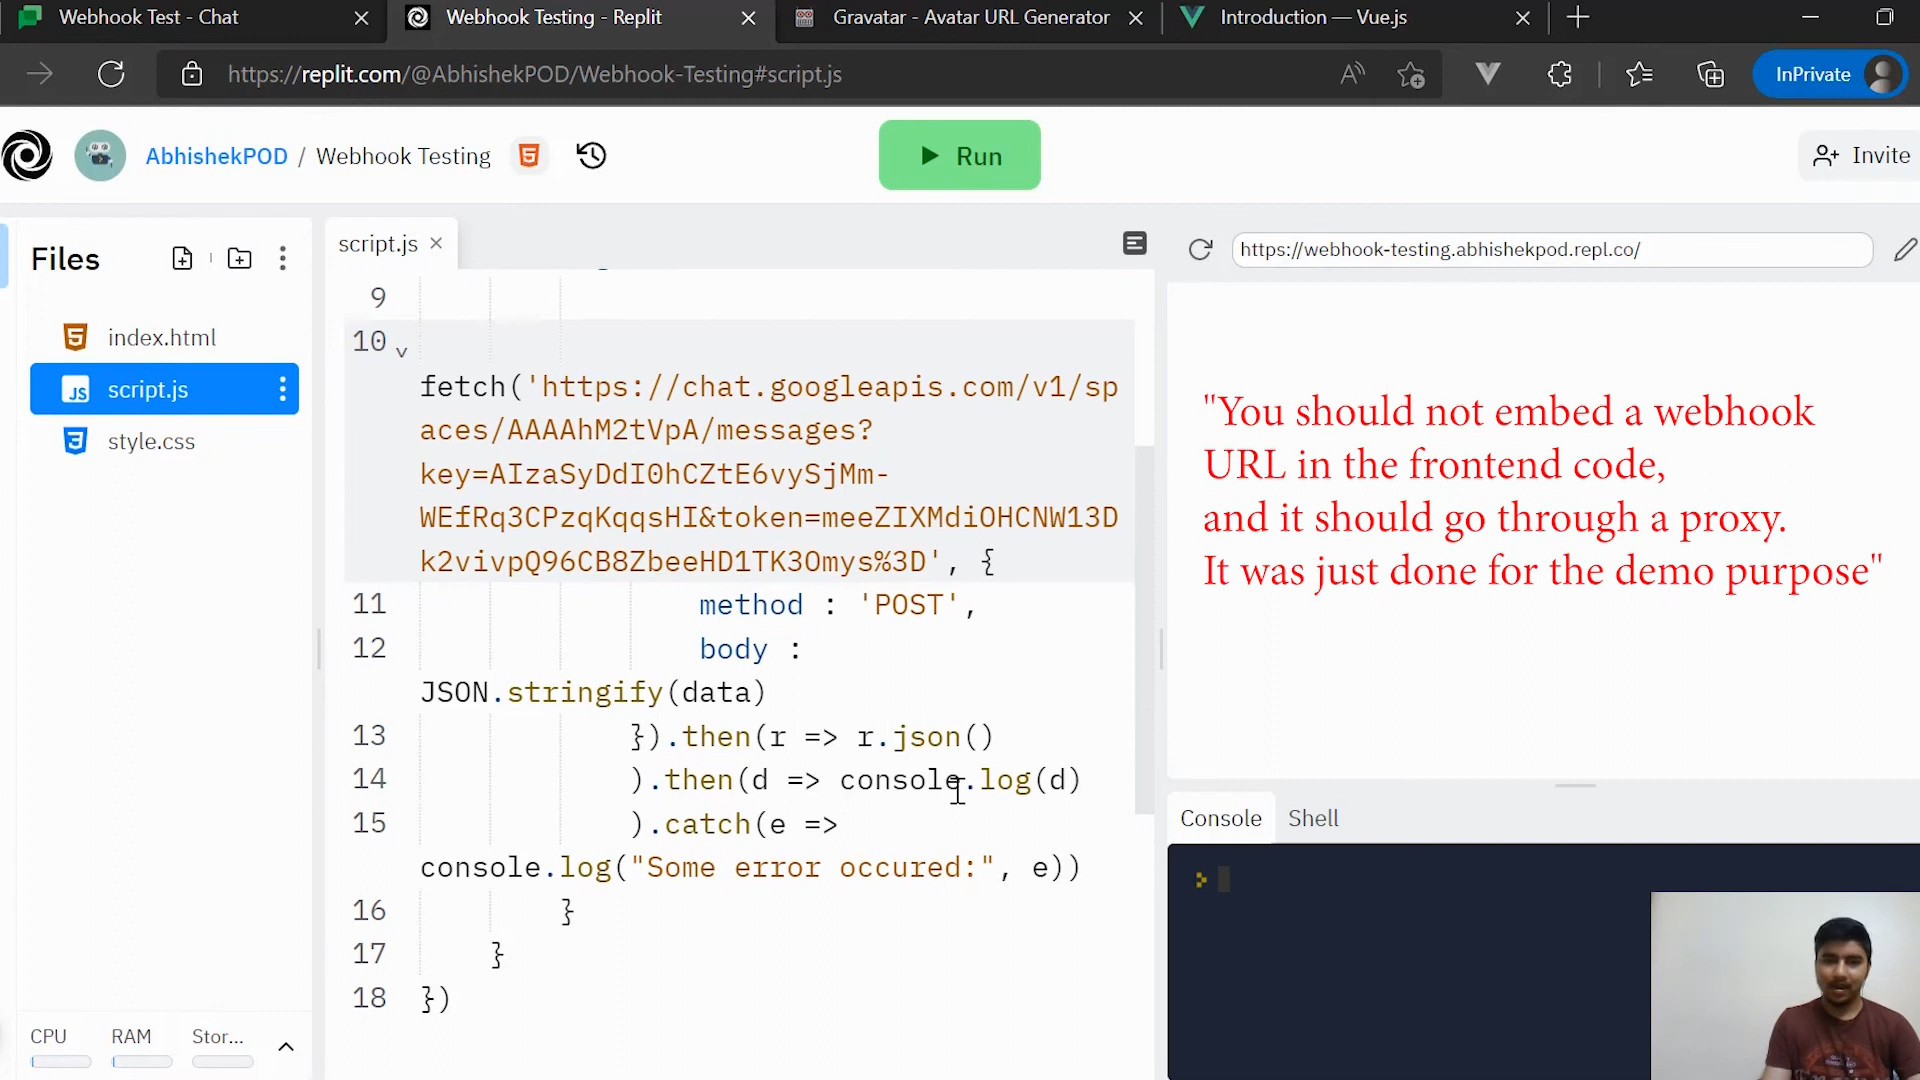 Webhook Test - Chat
Webhook Testing - Replit
Gravatar - Avatar URL Generator
Introduction — Vue.js
https://replit.com/@AbhishekPOD/Webhook-Testing#script.js
InPrivate
AbhishekPOD / Webhook Testing
Run
Invite
Files
index.html
script.js
style.css
CPU
RAM
Stor...
script.js
9
10
fetch('https://chat.googleapis.com/v1/sp
aces/AAAAhM2tVpA/messages?
key=AIzaSyDdI0hCZtE6vySjMm-
WEfRq3CPzqKqqsHI&token=meeZIXMdiOHCNW13D
k2vivpQ96CB8ZbeeHD1TK3Omys%3D', {
11 method : 'POST',
12 body :
JSON.stringify(data)
13 }).then(r => r.json()
14 ).then(d => console.log(d)
15 ).catch(e =>
console.log("Some error occured:", e))
16 }
17 }
18 })
https://webhook-testing.abhishekpod.repl.co/
"You should not embed a webhook
URL in the frontend code,
and it should go through a proxy.
It was just done for the demo purpose"
Console
Shell